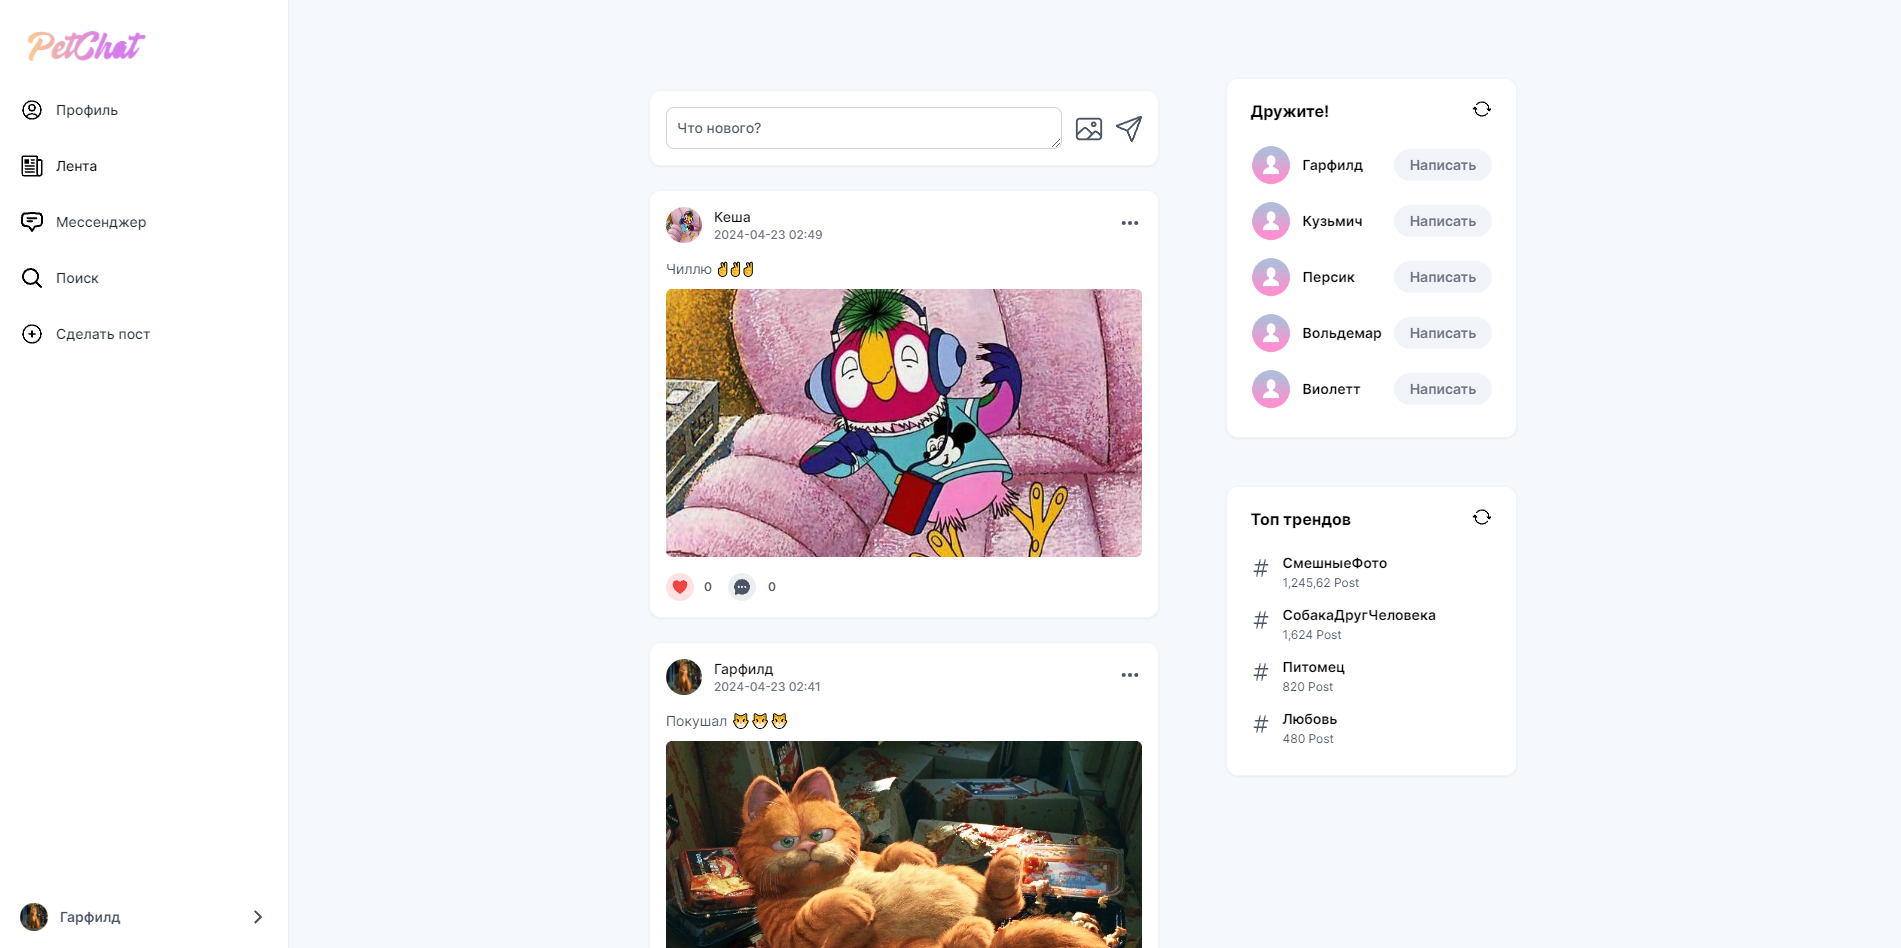 PetChat
Профиль
Лента
Мессенджер
Поиск
Сделать пост
Гарфилд
Что нового?
Кеша
2024-04-23 02:49
Чиллю ✌✌✌
0 0
Гарфилд
2024-04-23 02:41
Покушал 😼😼😼
Дружите!
Гарфилд Написать
Кузьмич Написать
Персик Написать
Вольдемар Написать
Виолетт Написать
Топ трендов
# СмешныеФото
1,245,62 Post
# СобакаДругЧеловека
1,624 Post
# Питомец
820 Post
# Любовь
480 Post